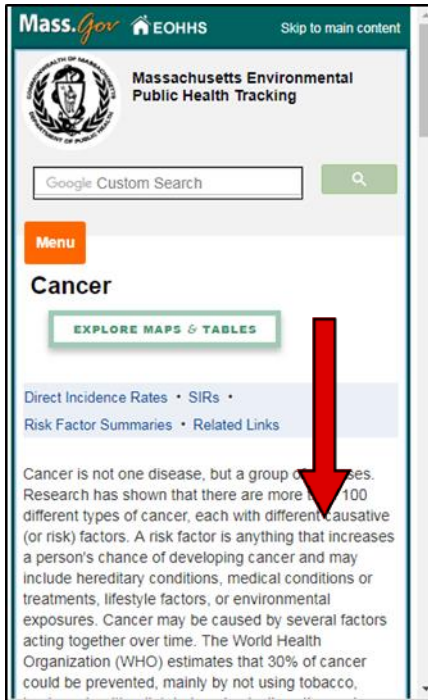 Mass.Gov EOHHS Skip to main content
Massachusetts Environmental
Public Health Tracking
Google Custom Search
Menu
Cancer
EXPLORE MAPS & TABLES
Direct Incidence Rates • SIRs •
Risk Factor Summaries • Related Links
Cancer is not one disease, but a group of
Research has shown that there are more 100
different types of cancer, each with different causative
(or risk) factors. A risk factor is anything that increases
a person's chance of developing cancer and may
include hereditary conditions, medical conditions or
treatments, lifestyle factors, or environmental
exposures. Cancer may be caused by several factors
acting together over time. The World Health
Organization (WHO) estimates that 30% of cancer
could be prevented, mainly by not using tobacco,